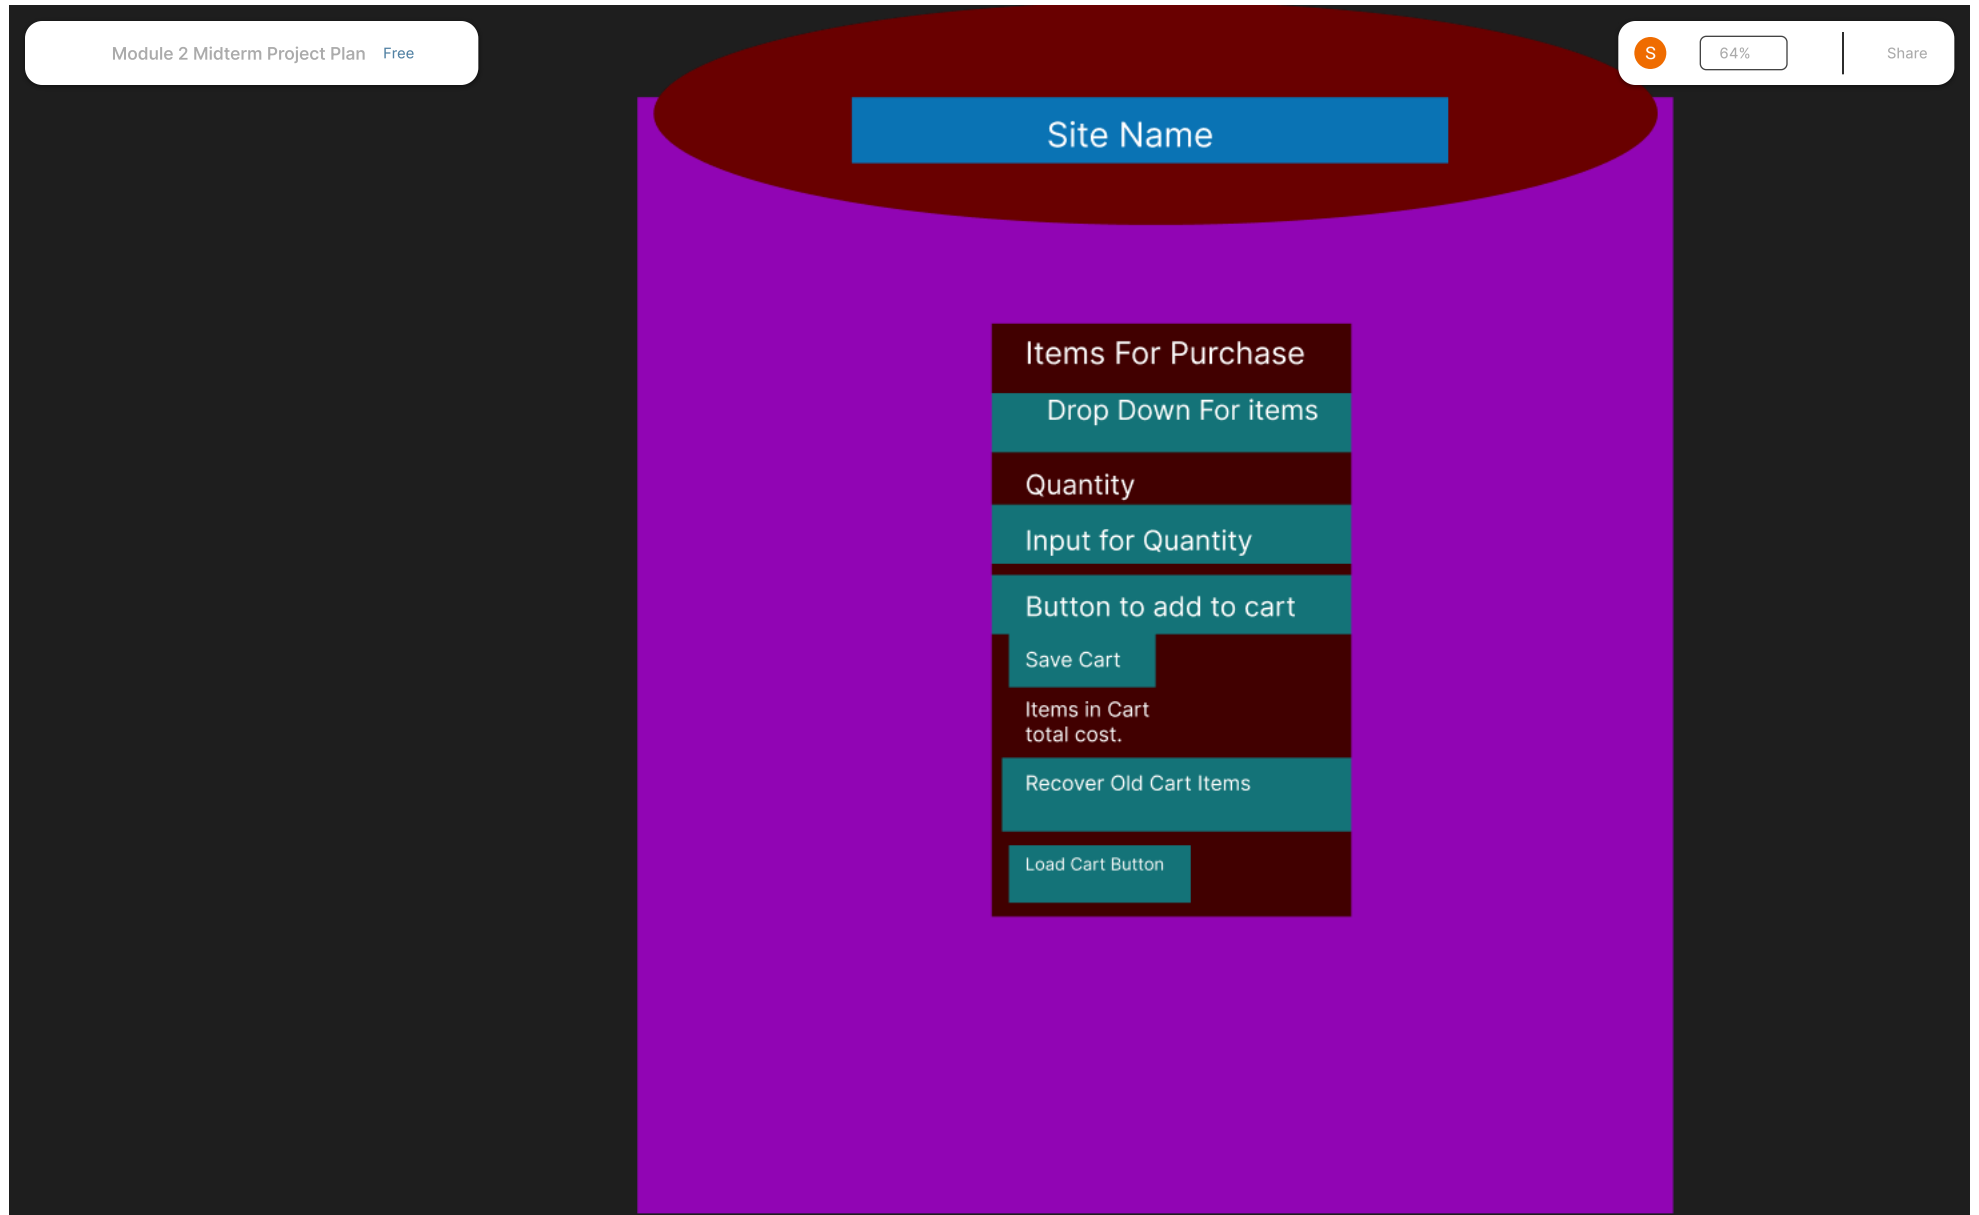 Module 2 Midterm Project Plan Free
S 64% Share
Site Name
Items For Purchase
Drop Down For items
Quantity
Input for Quantity
Button to add to cart
Save Cart
Items in Cart
total cost.
Recover Old Cart Items
Load Cart Button